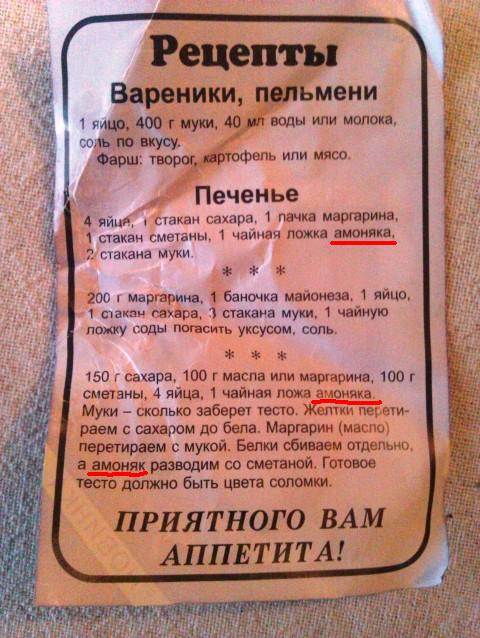 Рецепты
Вареники, пельмени
1 яйцо, 400 г муки, 40 мл воды или молока,
соль по вкусу.
Фарш: творог, картофель или мясо.
Печенье
4 яйца, 1 стакан сахара, 1 пачка маргарина,
1 стакан сметаны, 1 чайная ложка амоняка,
2 стакана муки.
* * *
200 г маргарина, 1 баночка майонеза, 1 яйцо,
1 стакан сахара, 3 стакана муки, 1 чайную
ложку соды погасить уксусом, соль.
* * *
150 г сахара, 100 г масла или маргарина, 100 г
сметаны, 4 яйца, 1 чайная ложа амоняка.
Муки – сколько заберет тесто. Желтки перети-
раем с сахаром до бела. Маргарин (масло)
перетираем с мукой. Белки сбиваем отдельно,
а амоняк разводим со сметаной. Готовое
тесто должно быть цвета соломки.
ПРИЯТНОГО ВАМ
АППЕТИТА!